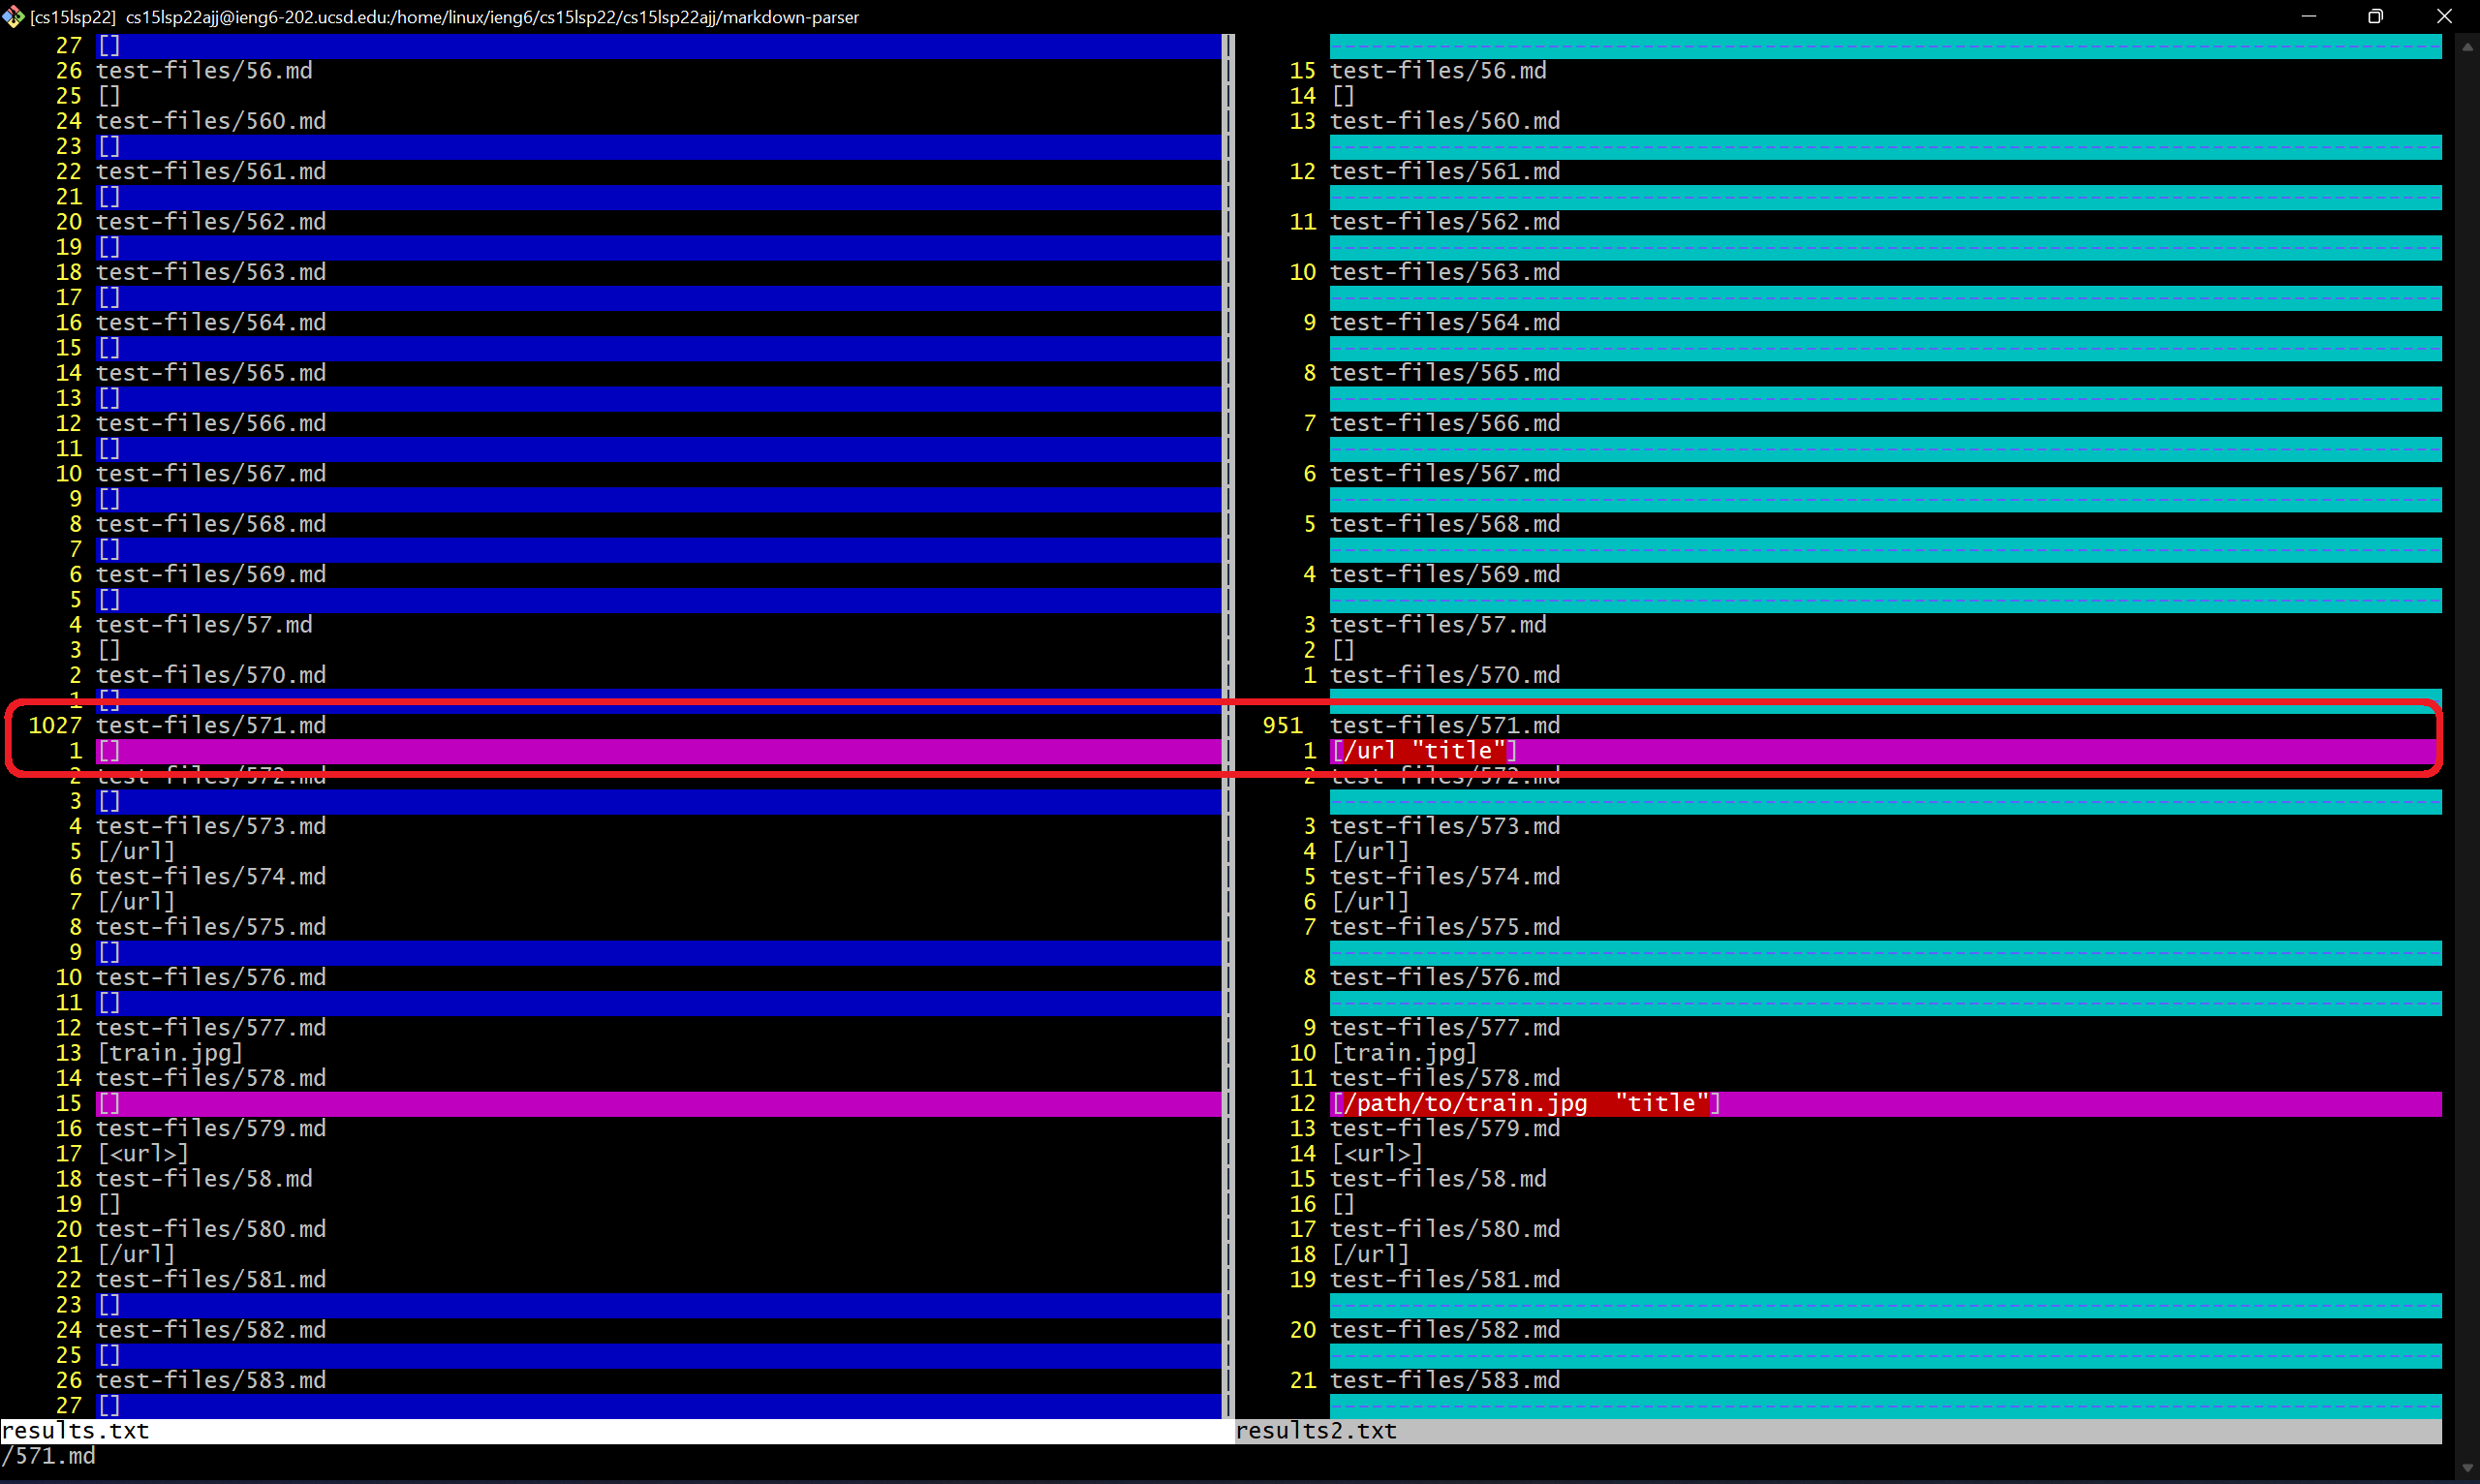 [cs15lsp22] cs15lsp22ajj@ieng6-202.ucsd.edu:/home/linux/ieng6/cs15lsp22/cs15lsp22ajj/markdown-parser
27 []
26 test-files/56.md
25 []
24 test-files/560.md
23 []
22 test-files/561.md
21 []
20 test-files/562.md
19 []
18 test-files/563.md
17 []
16 test-files/564.md
15 []
14 test-files/565.md
13 []
12 test-files/566.md
11 []
10 test-files/567.md
9 []
8 test-files/568.md
7 []
6 test-files/569.md
5 []
4 test-files/57.md
3 []
2 test-files/570.md
1 []
1027 test-files/571.md
1 []
2 test-files/572.md
3 []
4 test-files/573.md
5 [/url]
6 test-files/574.md
7 [/url]
8 test-files/575.md
9 []
10 test-files/576.md
11 []
12 test-files/577.md
13 [train.jpg]
14 test-files/578.md
15 []
16 test-files/579.md
17 [<url>]
18 test-files/58.md
19 []
20 test-files/580.md
21 [/url]
22 test-files/581.md
23 []
24 test-files/582.md
25 []
26 test-files/583.md
27 []
results.txt
/571.md
15 test-files/56.md
14 []
13 test-files/560.md
12 test-files/561.md
11 test-files/562.md
10 test-files/563.md
9 test-files/564.md
8 test-files/565.md
7 test-files/566.md
6 test-files/567.md
5 test-files/568.md
4 test-files/569.md
3 test-files/57.md
2 []
1 test-files/570.md
951 test-files/571.md
1 [/url "title"]
2 test-files/572.md
3 test-files/573.md
4 [/url]
5 test-files/574.md
6 [/url]
7 test-files/575.md
8 test-files/576.md
9 test-files/577.md
10 [train.jpg]
11 test-files/578.md
12 [/path/to/train.jpg  "title"]
13 test-files/579.md
14 [<url>]
15 test-files/58.md
16 []
17 test-files/580.md
18 [/url]
19 test-files/581.md
20 test-files/582.md
21 test-files/583.md
results2.txt